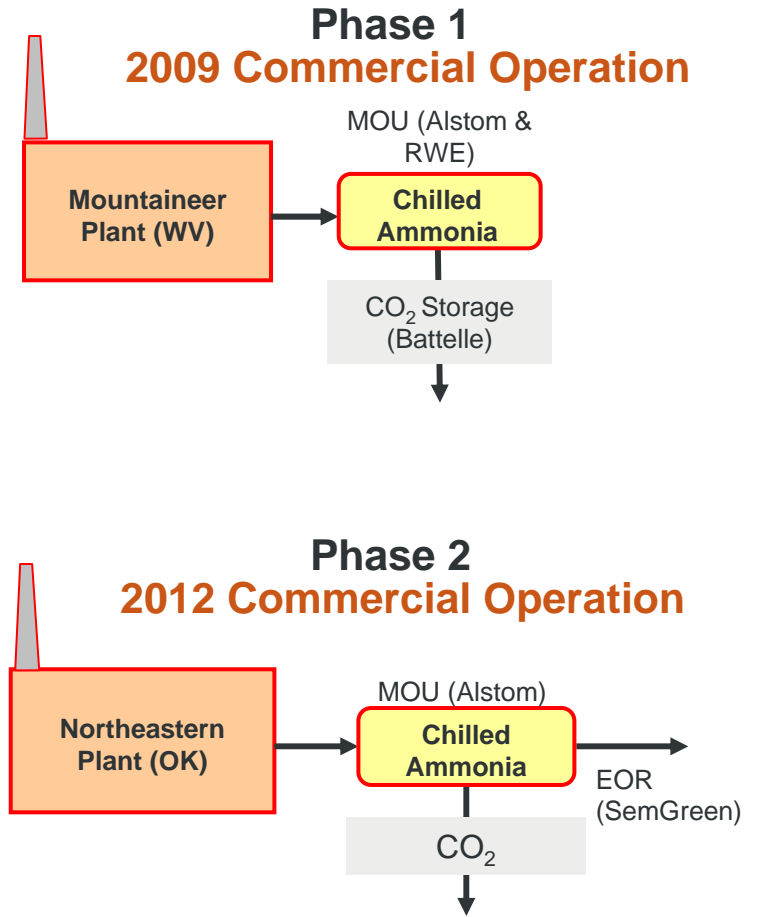 Phase 1
2009 Commercial Operation
MOU (Alstom &
RWE)
Mountaineer
Plant (WV)
Chilled
Ammonia
CO₂ Storage
(Battelle)
Phase 2
2012 Commercial Operation
MOU (Alstom)
Northeastern
Plant (OK)
Chilled
Ammonia
EOR
(SemGreen)
CO₂